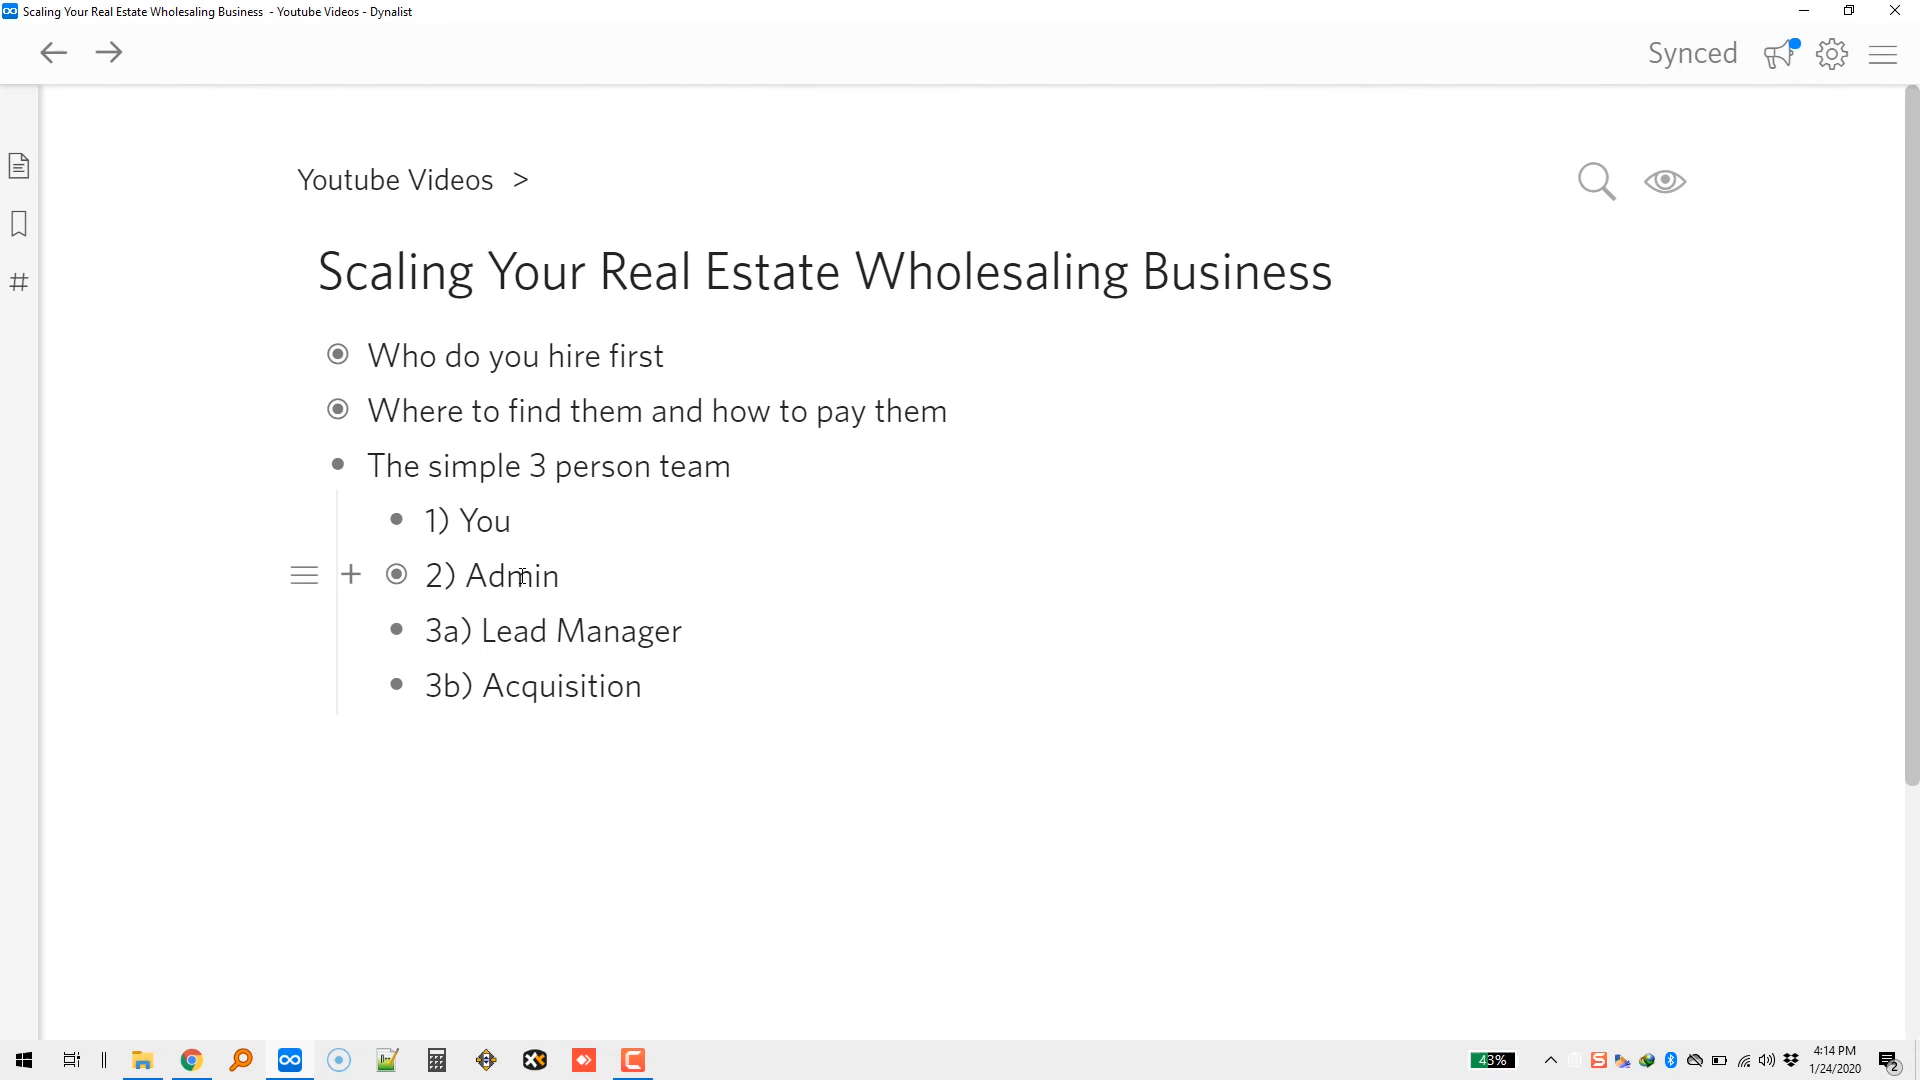 Scaling Your Real Estate Wholesaling Business - Youtube Videos - Dynalist
Synced
Youtube Videos >
Scaling Your Real Estate Wholesaling Business
Who do you hire first
Where to find them and how to pay them
The simple 3 person team
1) You
2) Admin
3a) Lead Manager
3b) Acquisition
43%
4:14 PM
1/24/2020
2